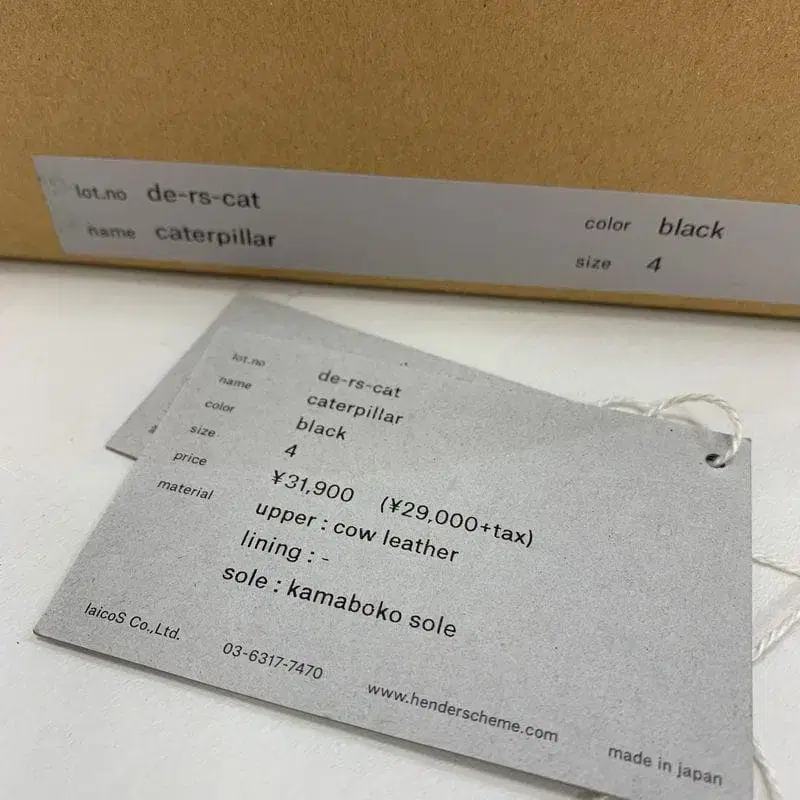 lot.no de-rs-cat
name caterpillar
color black
size 4
lot.no de-rs-cat
name caterpillar
color black
size 4
price ¥31,900 (¥29,000+tax)
material upper : cow leather
lining : -
sole : kamaboko sole
laicoS Co.,Ltd. 03-6317-7470 www.henderscheme.com made in japan